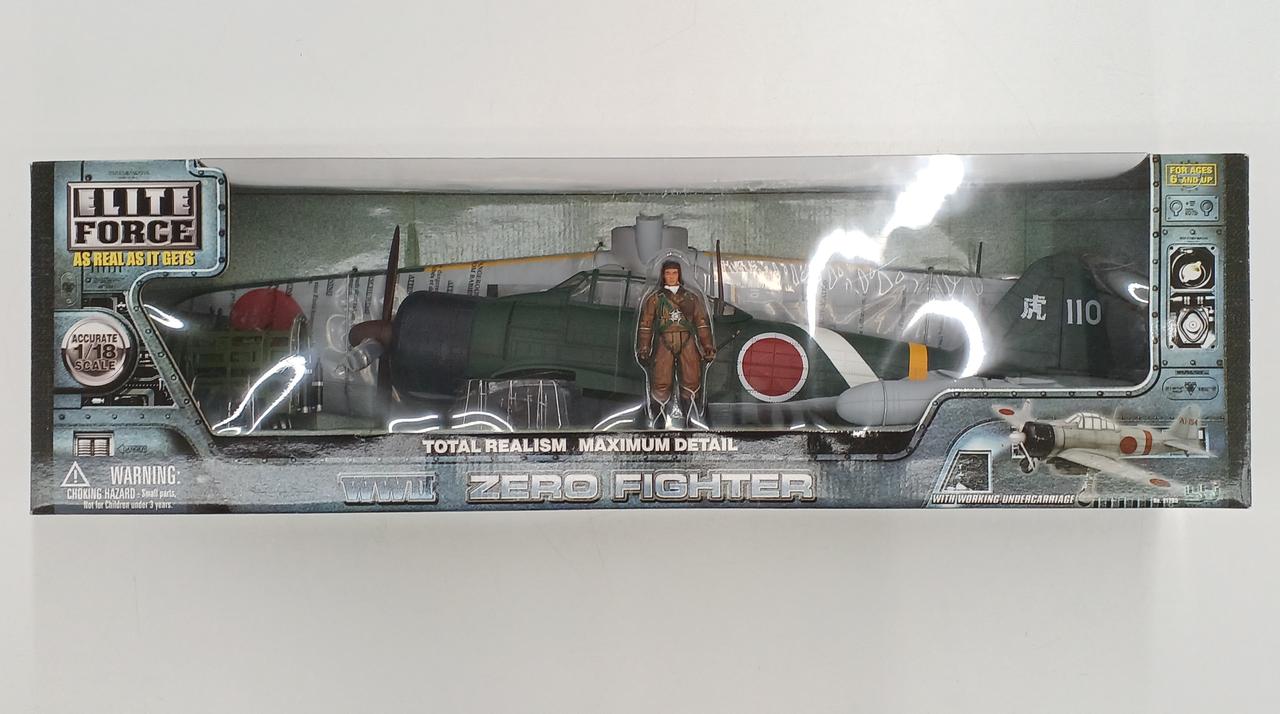 ELITE
FORCE
AS REAL AS IT GETS
FOR AGES
6 AND UP
ACCURATE
1/18
SCALE
虎 110
TOTAL REALISM MAXIMUM DETAIL
WARNING:
CHOKING HAZARD - Small parts,
Not for Children under 3 years.
WWII ZERO FIGHTER
WITH WORKING UNDERCARRIAGE